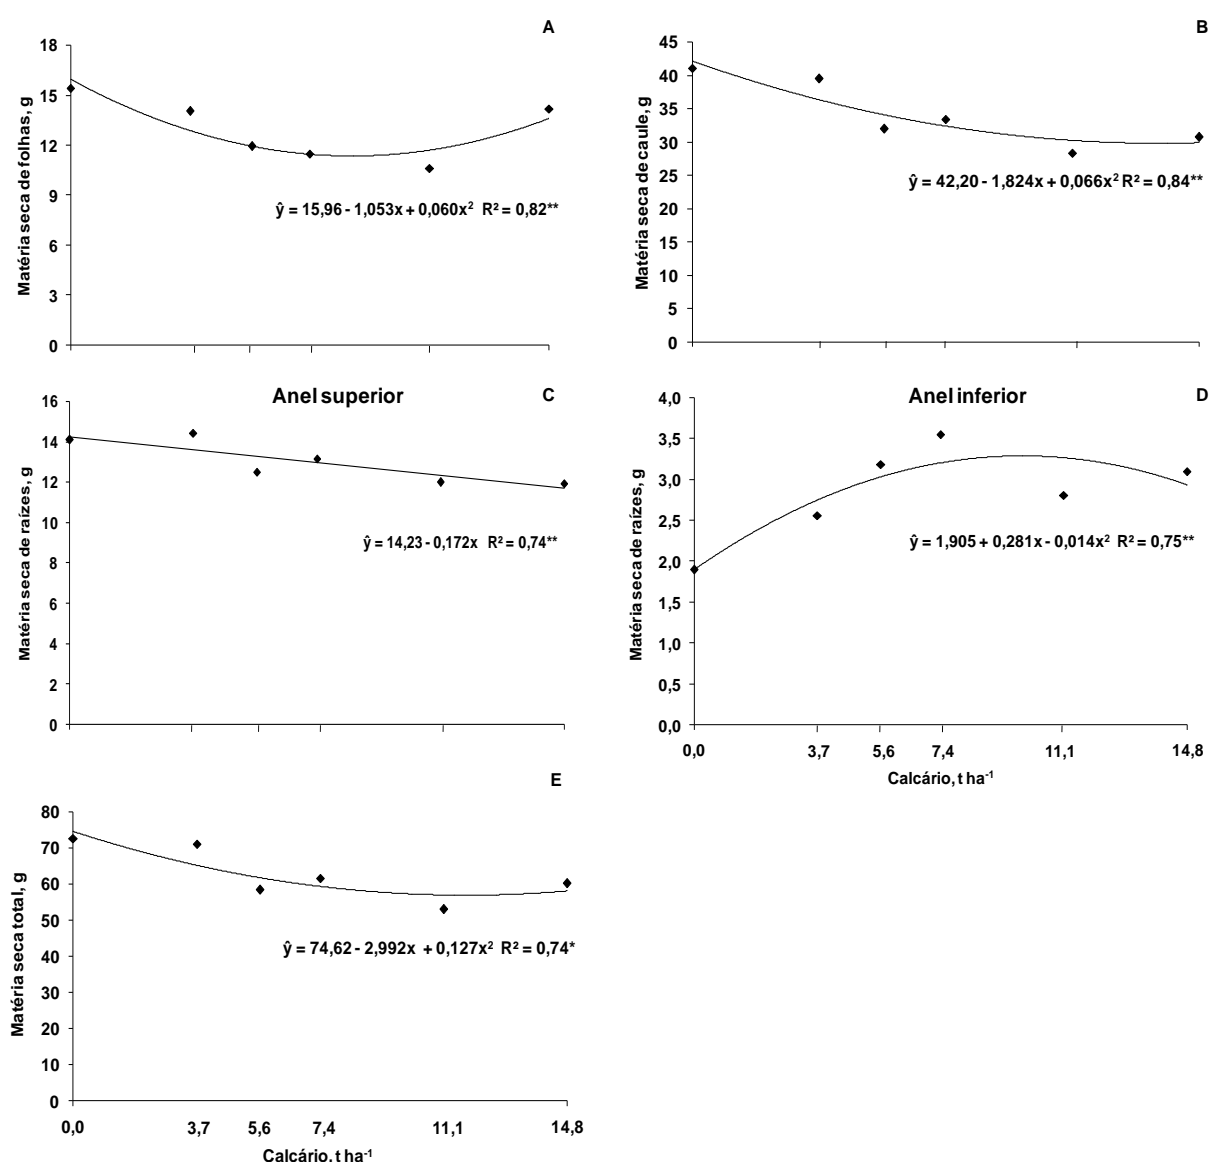 A
Matéria seca de folhas, g
18
15
12
9
6
3
0
ŷ = 15,96 - 1,053x + 0,060x² R² = 0,82**
B
Matéria seca de caule, g
45
40
35
30
25
20
15
10
5
0
ŷ = 42,20 - 1,824x + 0,066x² R² = 0,84**
Anel superior
C
Matéria seca de raízes, g
16
14
12
10
8
6
4
2
0
ŷ = 14,23 - 0,172x R² = 0,74**
Anel inferior
D
Matéria seca de raízes, g
4,0
3,5
3,0
2,5
2,0
1,5
1,0
0,5
0,0
ŷ = 1,905 + 0,281x - 0,014x² R² = 0,75**
0,0 3,7 5,6 7,4 11,1 14,8
Calcário, t ha⁻¹
E
Matéria seca total, g
80
70
60
50
40
30
20
10
0
ŷ = 74,62 - 2,992x + 0,127x² R² = 0,74*
0,0 3,7 5,6 7,4 11,1 14,8
Calcário, t ha⁻¹